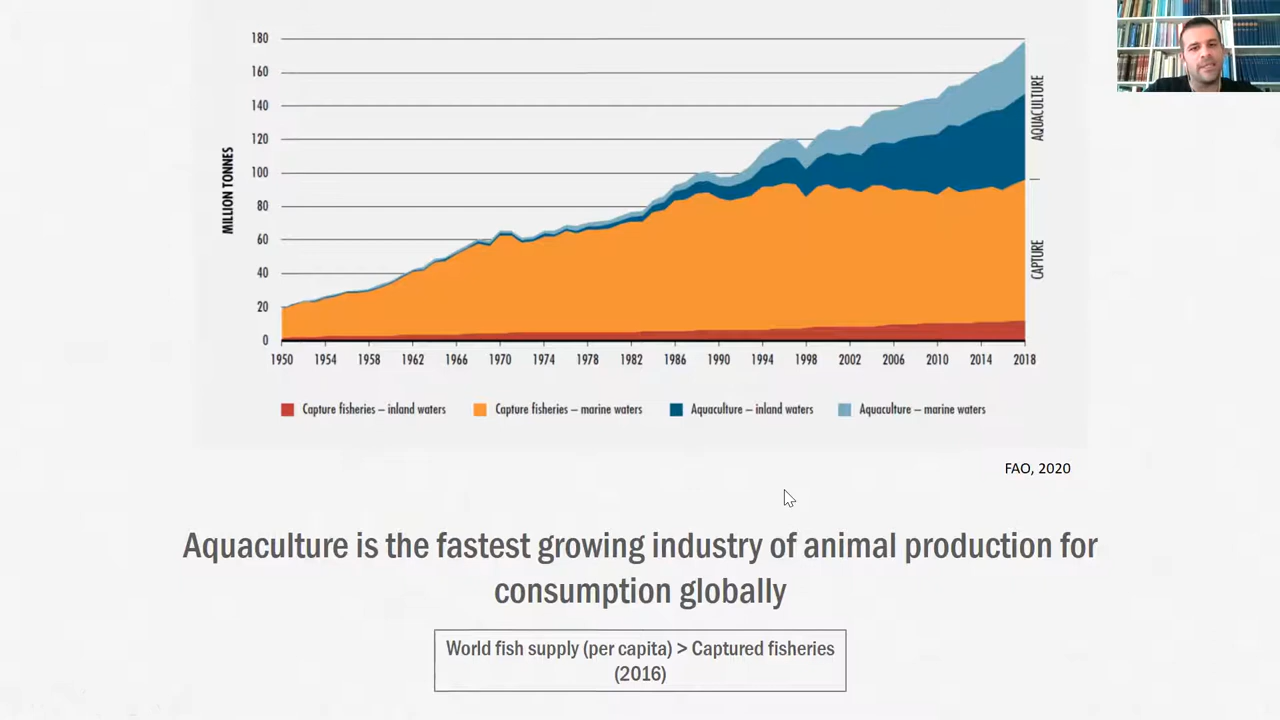 180
160
140
120
100
80
60
40
20
0
MILLION TONNES
AQUACULTURE
CAPTURE
1950 1954 1958 1962 1966 1970 1974 1978 1982 1986 1990 1994 1998 2002 2006 2010 2014 2018
Capture fisheries – inland waters Capture fisheries – marine waters Aquaculture – inland waters Aquaculture – marine waters
FAO, 2020
Aquaculture is the fastest growing industry of animal production for
consumption globally
World fish supply (per capita) > Captured fisheries
(2016)